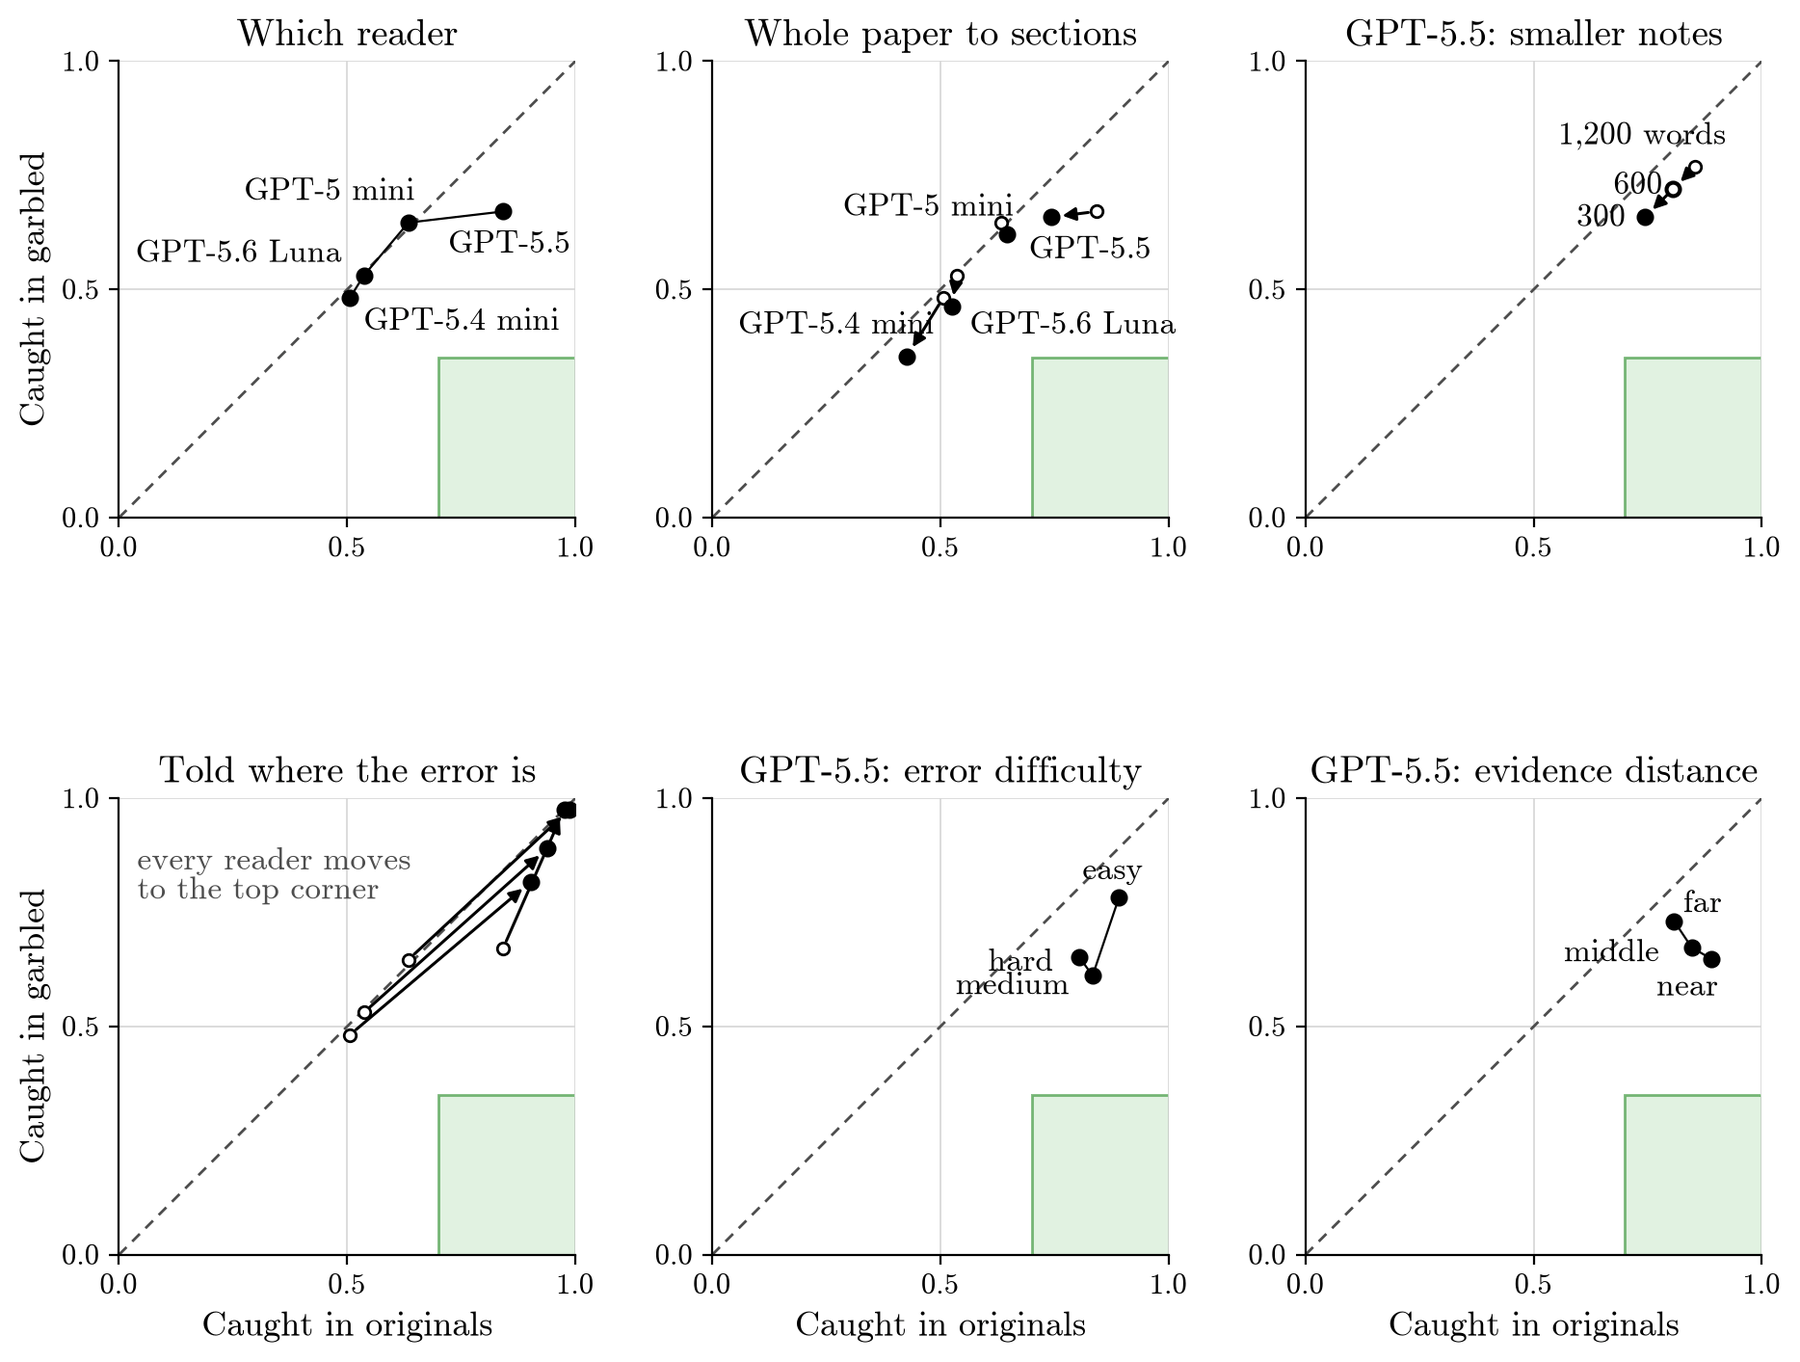 Which reader
Whole paper to sections
GPT-5.5: smaller notes
Caught in garbled
1.0
0.5
0.0
0.0
0.5
1.0
GPT-5 mini
GPT-5.6 Luna
GPT-5.5
GPT-5.4 mini
1.0
0.5
0.0
0.0
0.5
1.0
GPT-5 mini
GPT-5.5
GPT-5.4 mini
GPT-5.6 Luna
1.0
0.5
0.0
0.0
0.5
1.0
1,200 words
600
300
Told where the error is
GPT-5.5: error difficulty
GPT-5.5: evidence distance
Caught in garbled
1.0
0.5
0.0
0.0
0.5
1.0
every reader moves
to the top corner
Caught in originals
1.0
0.5
0.0
0.0
0.5
1.0
easy
hard
medium
Caught in originals
1.0
0.5
0.0
0.0
0.5
1.0
far
middle
near
Caught in originals